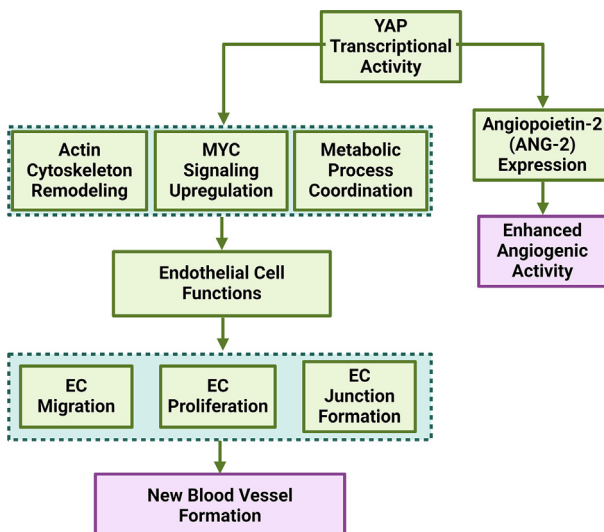 YAP
Transcriptional
Activity
Actin
Cytoskeleton
Remodeling
MYC
Signaling
Upregulation
Metabolic
Process
Coordination
Angiopoietin-2
(ANG-2)
Expression
Enhanced
Angiogenic
Activity
Endothelial Cell
Functions
EC
Migration
EC
Proliferation
EC
Junction
Formation
New Blood Vessel
Formation